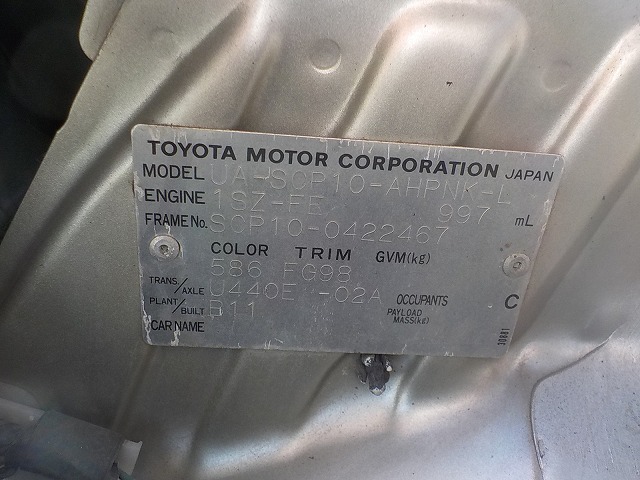 TOYOTA MOTOR CORPORATION JAPAN
MODEL UA-SCP10-AHPNK-L
ENGINE 1SZ-FE 997 mL
FRAME No. SCP10-0422467
COLOR TRIM GVM(kg)
586 FG98
TRANS./AXLE U440E -02A OCCUPANTS C
PLANT/BUILT B11 PAYLOAD MASS(kg)
CAR NAME